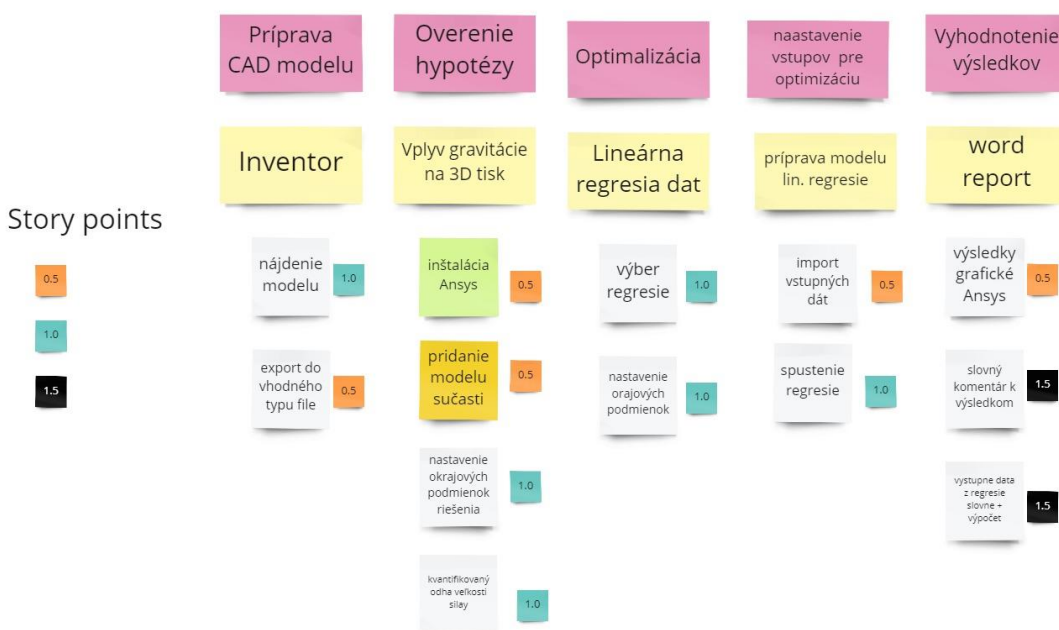 Príprava
CAD modelu
Overenie
hypotézy
Optimalizácia
naastavenie
vstupov pre
optimizáciu
Vyhodnotenie
výsledkov
Inventor
Vplyv gravitácie
na 3D tisk
Lineárna
regresia dat
príprava modelu
lin. regresie
word
report
Story points
0.5
1.0
1.5
nájdenie
modelu
1.0
inštalácia
Ansys
0.5
výber
regresie
1.0
import
vstupných
dát
0.5
výsledky
grafické
Ansys
0.5
export do
vhodného
typu file
0.5
pridanie
modelu
sučasti
0.5
nastavenie
orajových
podmienok
1.0
spustenie
regresie
1.0
slovný
komentár k
výsledkom
1.5
nastavenie
okrajových
podmienok
riešenia
1.0
vystupne data
z regresie
slovne +
výpočet
1.5
kvantifikovaný
odha veľkosti
silay
1.0